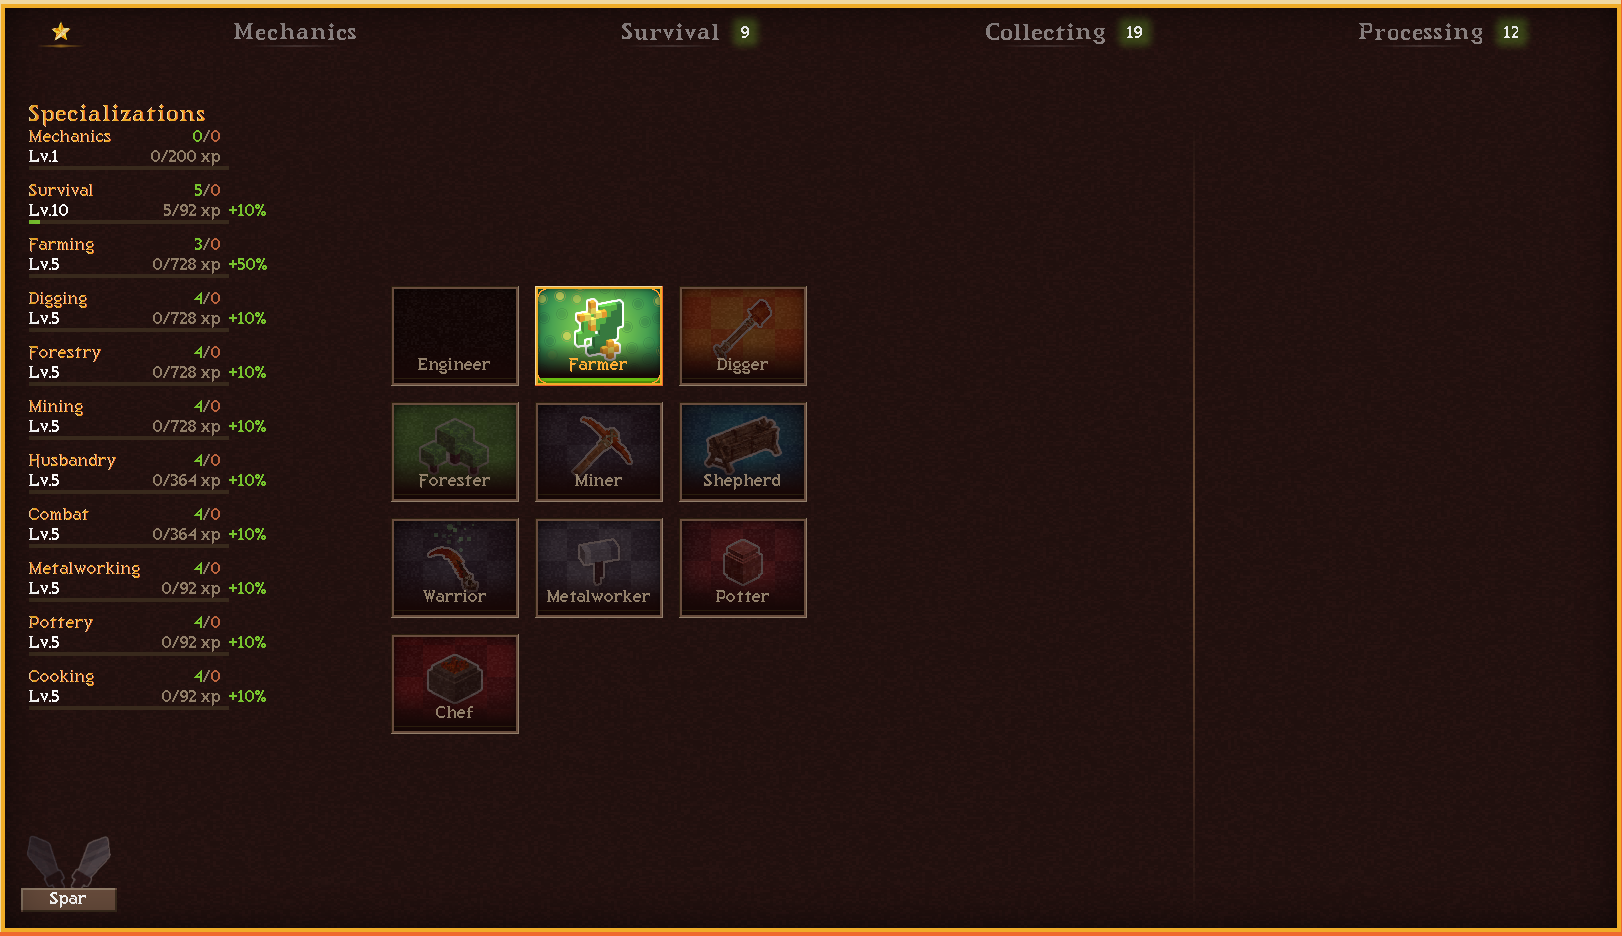 Mechanics Survival 9 Collecting 19 Processing 12
Specializations
Mechanics 0/0
Lv.1 0/200 xp
Survival 5/0
Lv.10 5/92 xp +10%
Farming 3/0
Lv.5 0/728 xp +50%
Digging 4/0
Lv.5 0/728 xp +10%
Forestry 4/0
Lv.5 0/728 xp +10%
Mining 4/0
Lv.5 0/728 xp +10%
Husbandry 4/0
Lv.5 0/364 xp +10%
Combat 4/0
Lv.5 0/364 xp +10%
Metalworking 4/0
Lv.5 0/92 xp +10%
Pottery 4/0
Lv.5 0/92 xp +10%
Cooking 4/0
Lv.5 0/92 xp +10%
Engineer Farmer Digger
Forester Miner Shepherd
Warrior Metalworker Potter
Chef
Spar